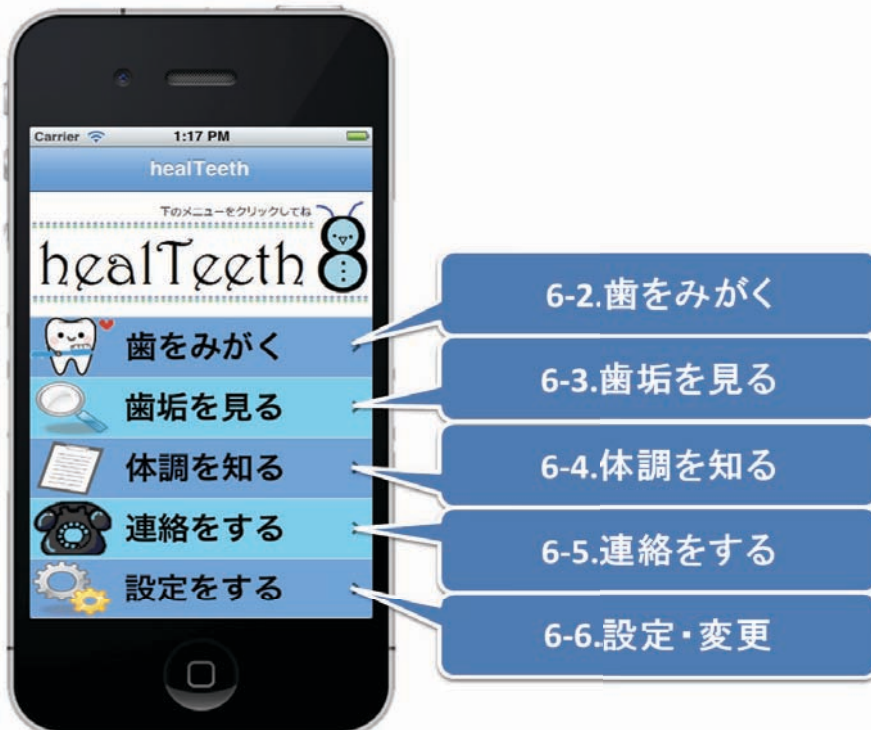 Carrier 1:17 PM
healTeeth
下のメニューをクリックしてね
healTeeth
歯をみがく
歯垢を見る
体調を知る
連絡をする
設定をする
6-2.歯をみがく
6-3.歯垢を見る
6-4.体調を知る
6-5.連絡をする
6-6.設定・変更